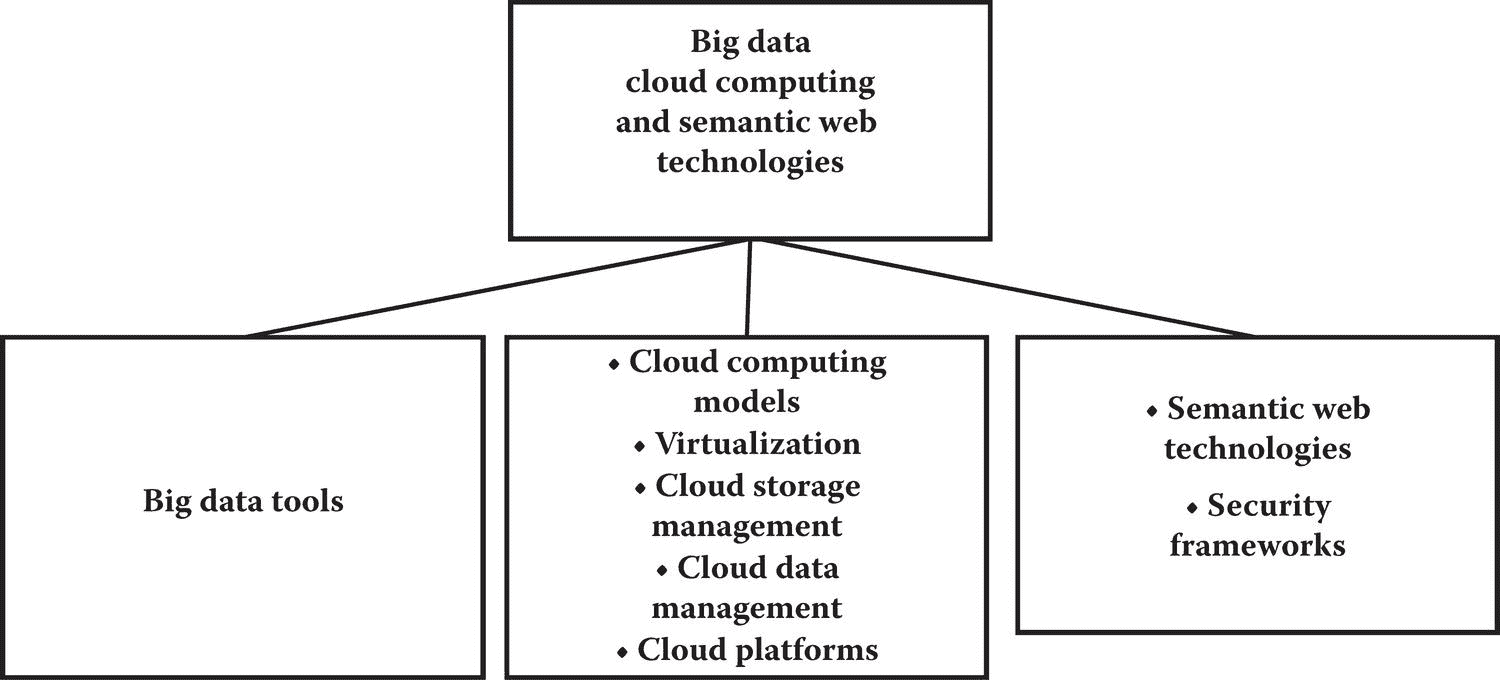 Big data
cloud computing
and semantic web
technologies
Big data tools
• Cloud computing
models
• Virtualization
• Cloud storage
management
• Cloud data
management
• Cloud platforms
• Semantic web
technologies
• Security
frameworks